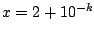 x = 2 + 10^{-k}